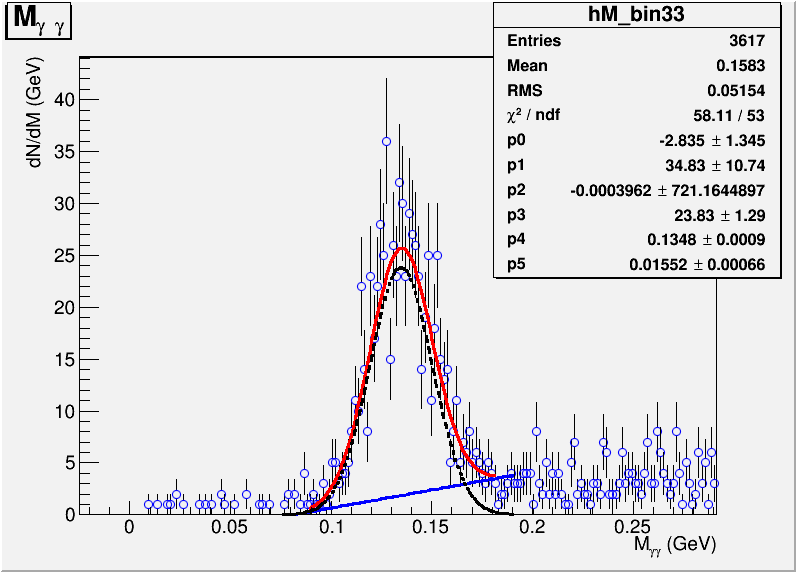 M γ γ
hM_bin33
Entries 3617
Mean 0.1583
RMS 0.05154
χ² / ndf 58.11 / 53
p0 -2.835 ± 1.345
p1 34.83 ± 10.74
p2 -0.0003962 ± 721.1644897
p3 23.83 ± 1.29
p4 0.1348 ± 0.0009
p5 0.01552 ± 0.00066
dN/dM (GeV)
40
35
30
25
20
15
10
5
0
0 0.05 0.1 0.15 0.2 0.25
M γγ (GeV)